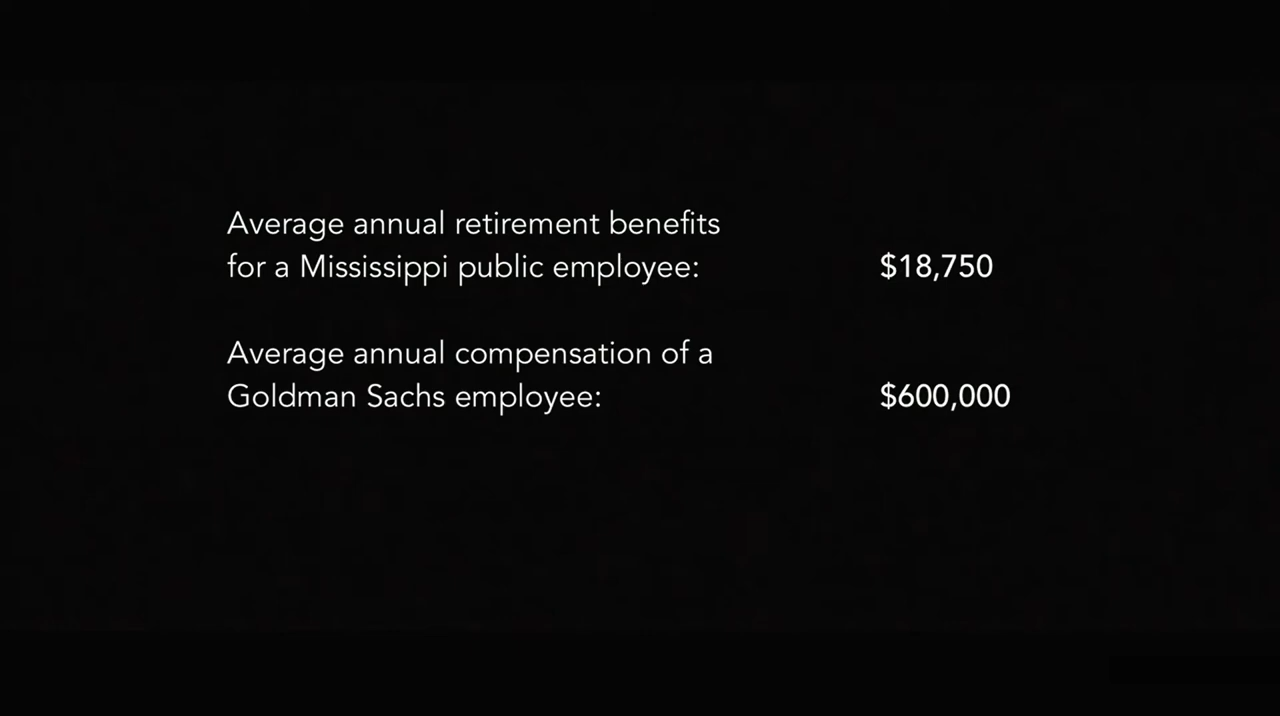 Average annual retirement benefits
for a Mississippi public employee: $18,750
Average annual compensation of a
Goldman Sachs employee: $600,000